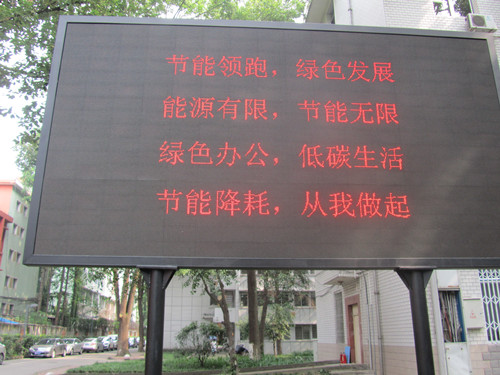 节能领跑，绿色发展
能源有限，节能无限
绿色办公，低碳生活
节能降耗，从我做起